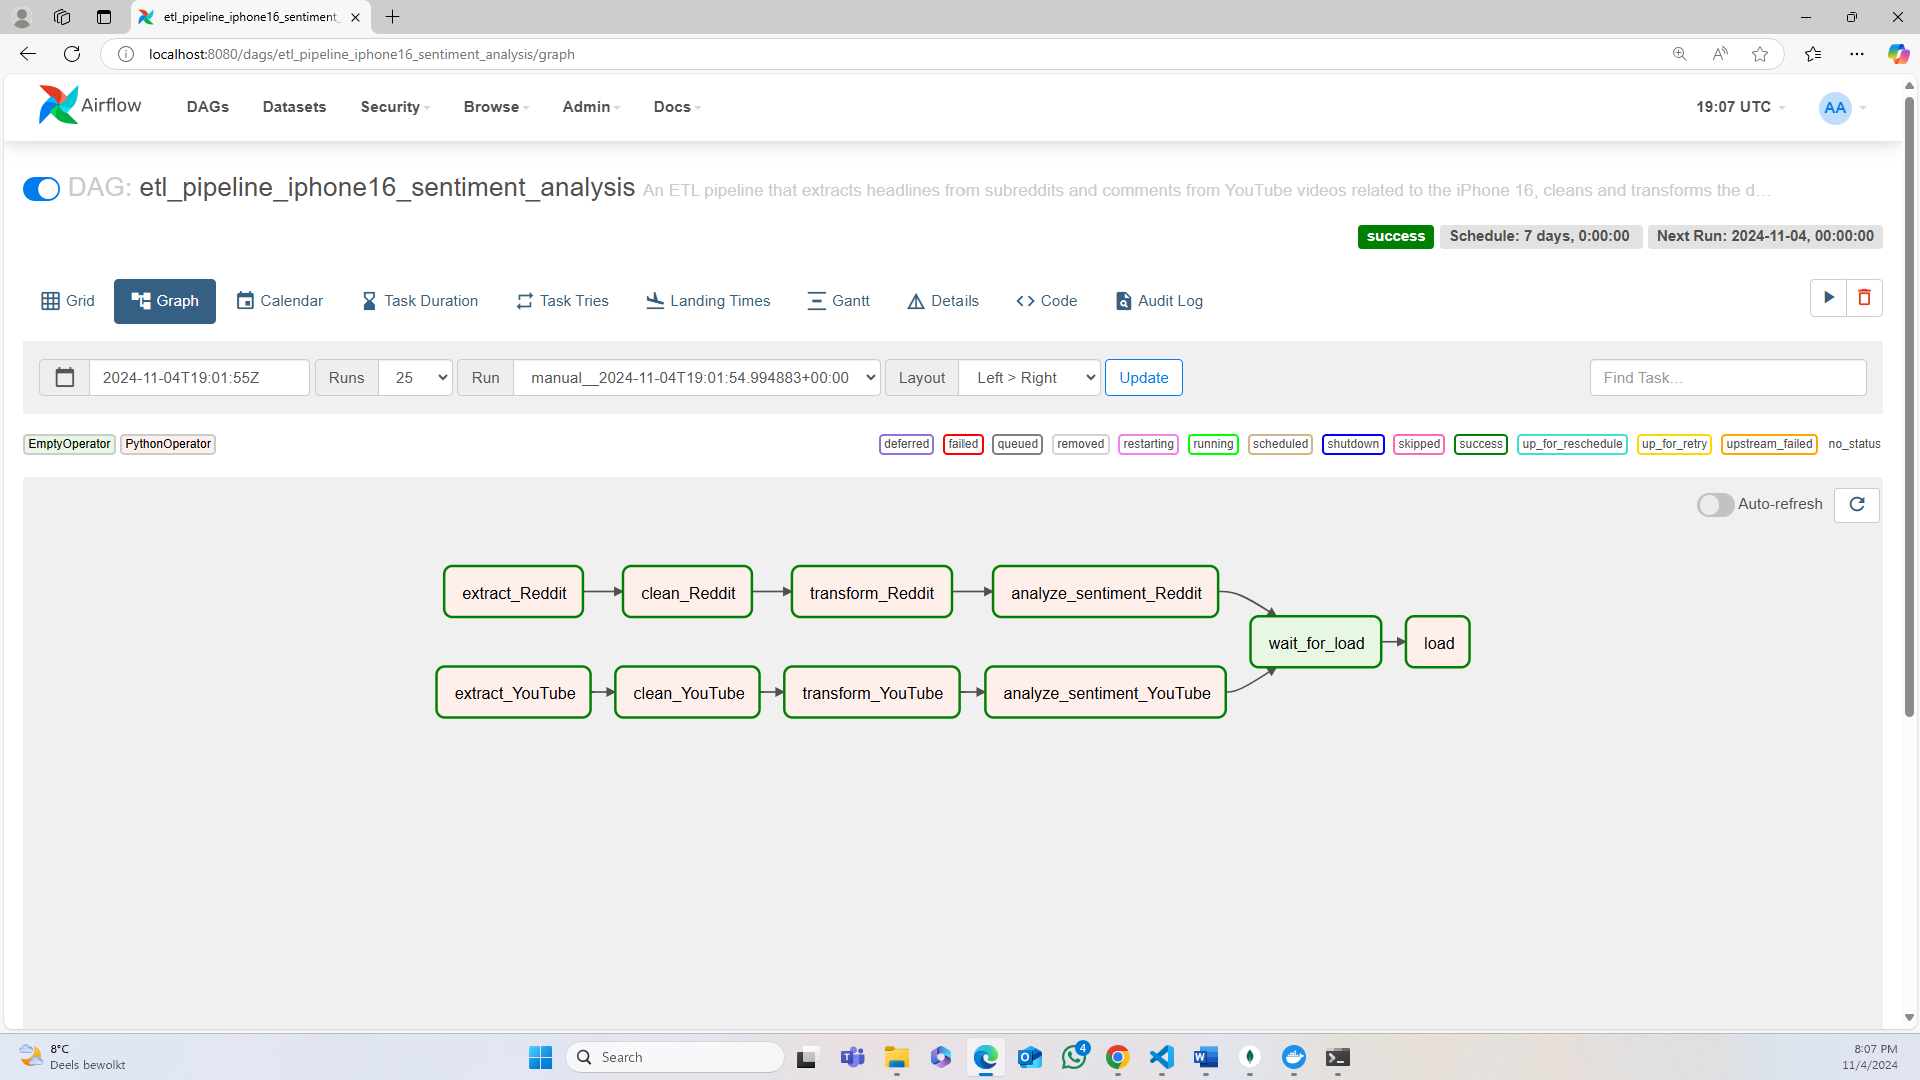 etl_pipeline_iphone16_sentiment_
localhost:8080/dags/etl_pipeline_iphone16_sentiment_analysis/graph
Airflow DAGs Datasets Security Browse Admin Docs 19:07 UTC AA
DAG: etl_pipeline_iphone16_sentiment_analysis An ETL pipeline that extracts headlines from subreddits and comments from YouTube videos related to the iPhone 16, cleans and transforms the d...
success Schedule: 7 days, 0:00:00 Next Run: 2024-11-04, 00:00:00
Grid Graph Calendar Task Duration Task Tries Landing Times Gantt Details Code Audit Log
2024-11-04T19:01:55Z Runs 25 Run manual__2024-11-04T19:01:54.994883+00:00 Layout Left > Right Update Find Task...
EmptyOperator PythonOperator deferred failed queued removed restarting running scheduled shutdown skipped success up_for_reschedule up_for_retry upstream_failed no_status
Auto-refresh
extract_Reddit clean_Reddit transform_Reddit analyze_sentiment_Reddit
wait_for_load load
extract_YouTube clean_YouTube transform_YouTube analyze_sentiment_YouTube
8°C
Deels bewolkt
Search
4
8:07 PM
11/4/2024